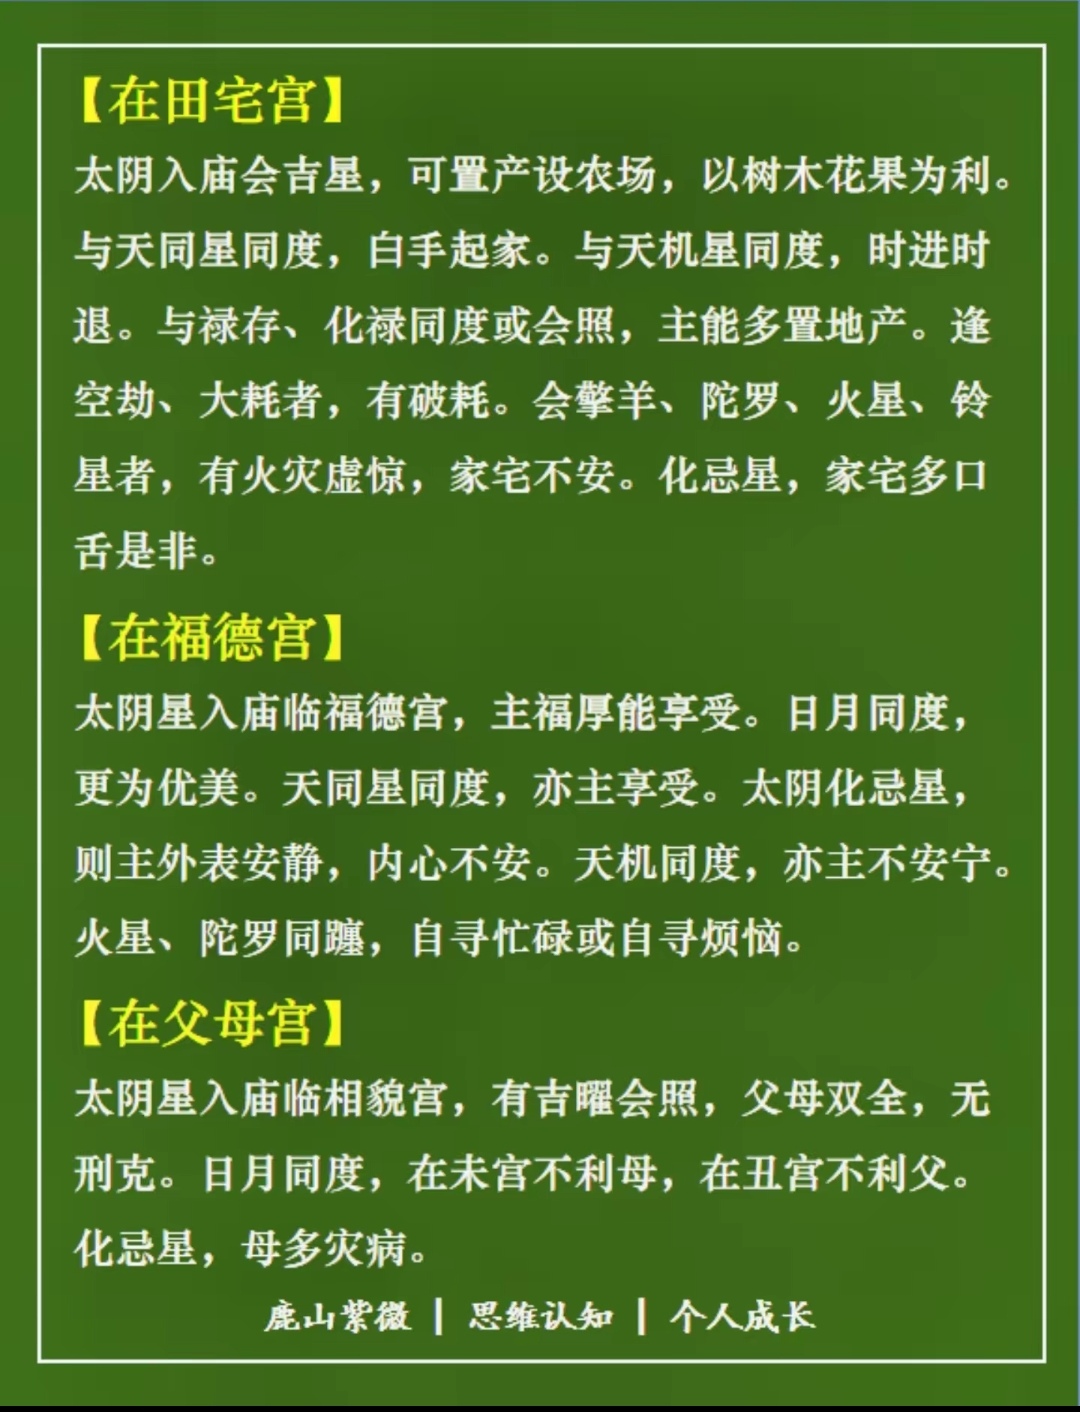 【在田宅宫】
太阴入庙会吉星，可置产设农场，以树木花果为利。
与天同星同度，白手起家。与天机星同度，时进时
退。与禄存、化禄同度或会照，主能多置地产。逢
空劫、大耗者，有破耗。会擎羊、陀罗、火星、铃
星者，有火灾虚惊，家宅不安。化忌星，家宅多口
舌是非。
【在福德宫】
太阴星入庙临福德宫，主福厚能享受。日月同度，
更为优美。天同星同度，亦主享受。太阴化忌星，
则主外表安静，内心不安。天机同度，亦主不安宁。
火星、陀罗同躔，自寻忙碌或自寻烦恼。
【在父母宫】
太阴星入庙临相貌宫，有吉曜会照，父母双全，无
刑克。日月同度，在未宫不利母，在丑宫不利父。
化忌星，母多灾病。
鹿山紫微 | 思维认知 | 个人成长